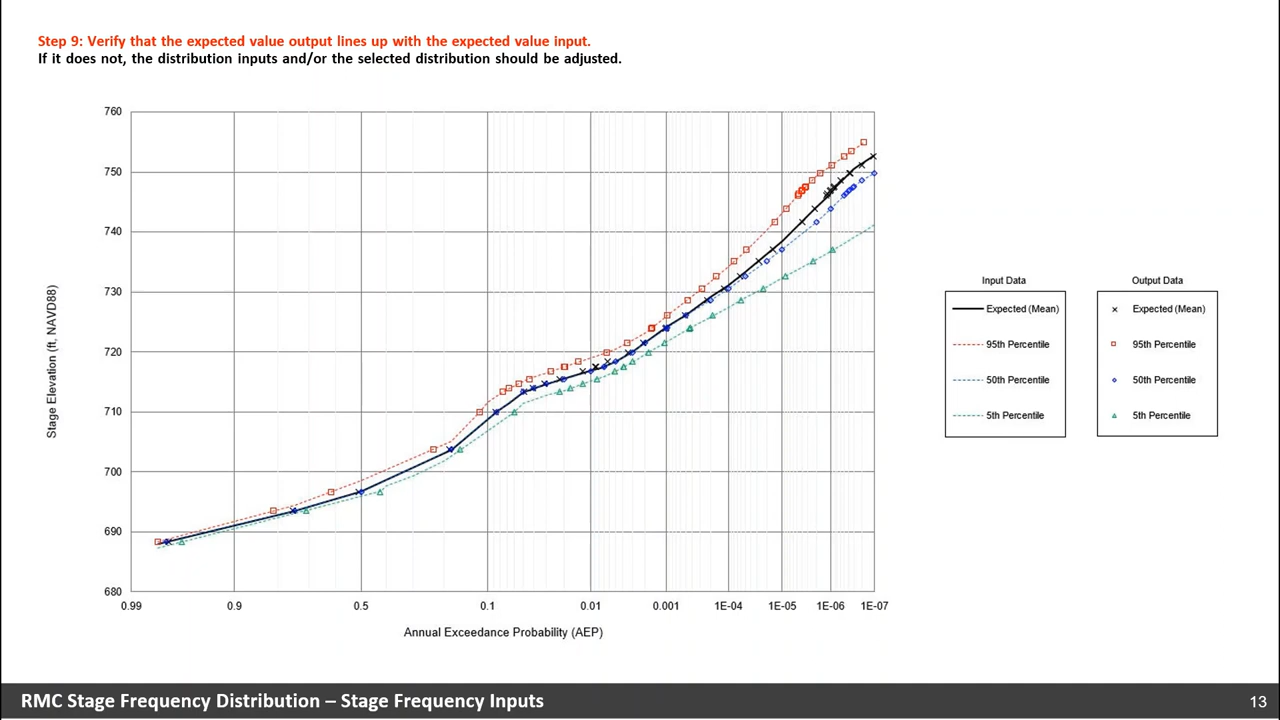 Step 9: Verify that the expected value output lines up with the expected value input.
If it does not, the distribution inputs and/or the selected distribution should be adjusted.
760
750
740
730
720
710
700
690
680
Stage Elevation (ft, NAVD88)
0.99
0.9
0.5
0.1
0.01
0.001
1E-04
1E-05
1E-06
1E-07
Annual Exceedance Probability (AEP)
Input Data
Expected (Mean)
95th Percentile
50th Percentile
5th Percentile
Output Data
Expected (Mean)
95th Percentile
50th Percentile
5th Percentile
RMC Stage Frequency Distribution – Stage Frequency Inputs
13